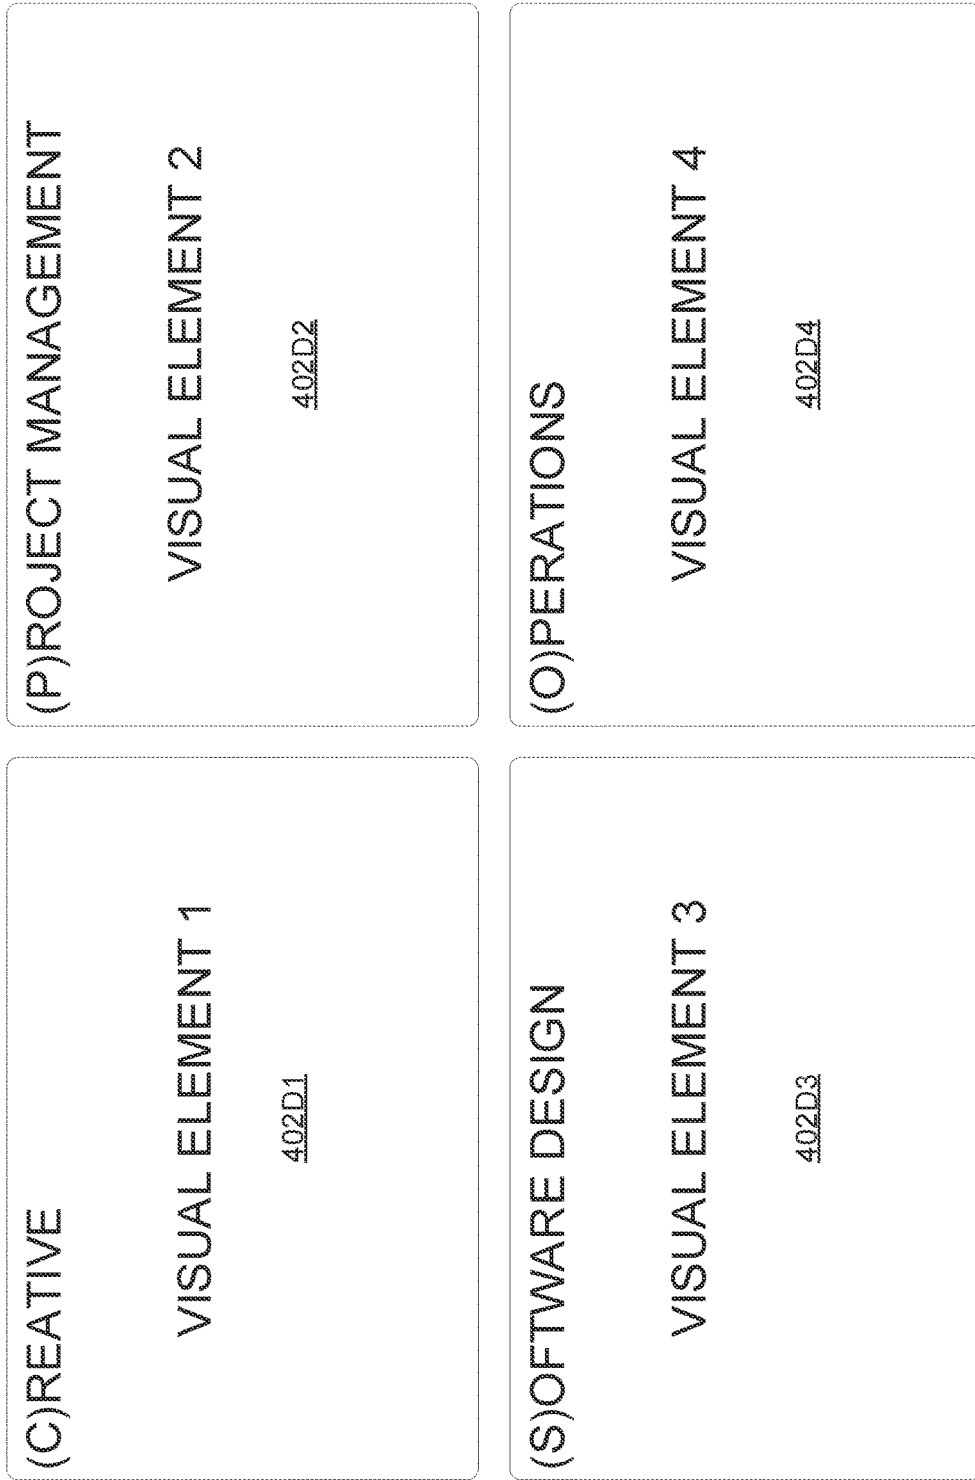 (C)REATIVE
VISUAL ELEMENT 1
402D1
(P)ROJECT MANAGEMENT
VISUAL ELEMENT 2
402D2
(S)OFTWARE DESIGN
VISUAL ELEMENT 3
402D3
(O)PERATIONS
VISUAL ELEMENT 4
402D4